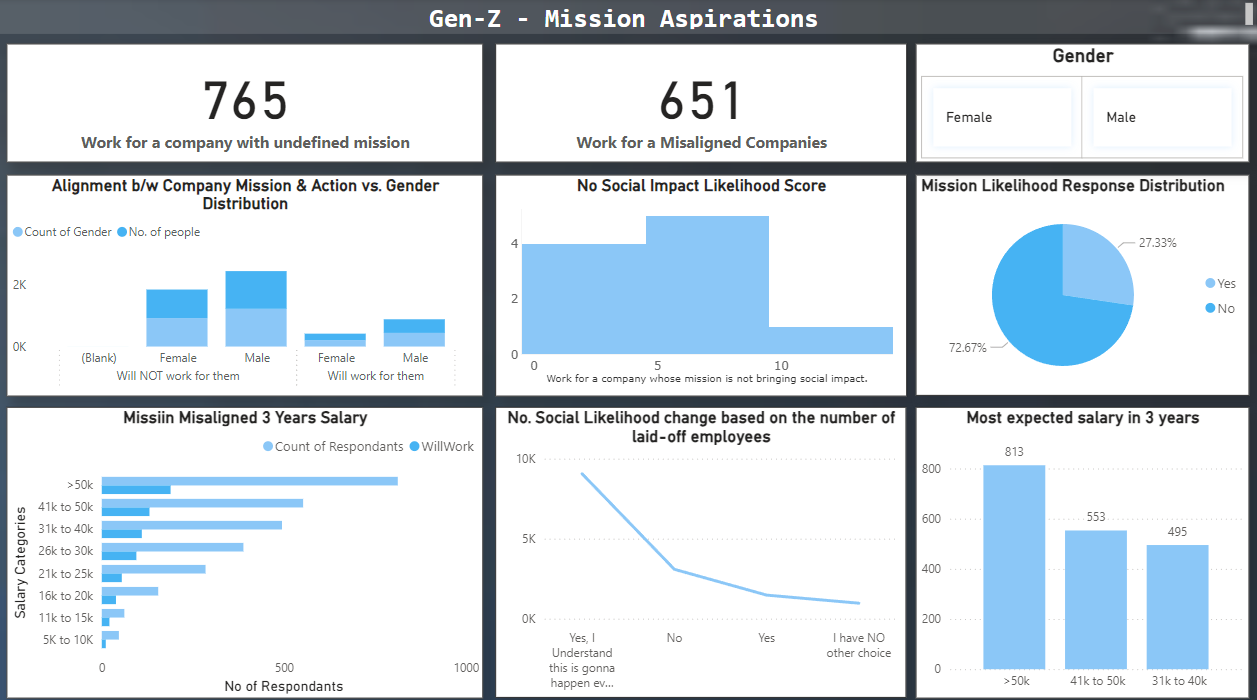 Gen-Z - Mission Aspirations
765
Work for a company with undefined mission
651
Work for a Misaligned Companies
Gender
Female
Male
Alignment b/w Company Mission & Action vs. Gender
Distribution
Count of Gender
No. of people
2K
0K
(Blank)
Female
Male
Female
Male
Will NOT work for them
Will work for them
No Social Impact Likelihood Score
4
2
0
0
5
10
Work for a company whose mission is not bringing social impact.
Mission Likelihood Response Distribution
27.33%
72.67%
Yes
No
Missiin Misaligned 3 Years Salary
Count of Respondants
WillWork
Salary Categories
>50k
41k to 50k
31k to 40k
26k to 30k
21k to 25k
16k to 20k
11k to 15k
5K to 10K
0
500
1000
No of Respondants
No. Social Likelihood change based on the number of
laid-off employees
10K
5K
0K
Yes, I
Understand
this is gonna
happen ev...
No
Yes
I have NO
other choice
Most expected salary in 3 years
800
600
400
200
0
813
553
495
>50k
41k to 50k
31k to 40k